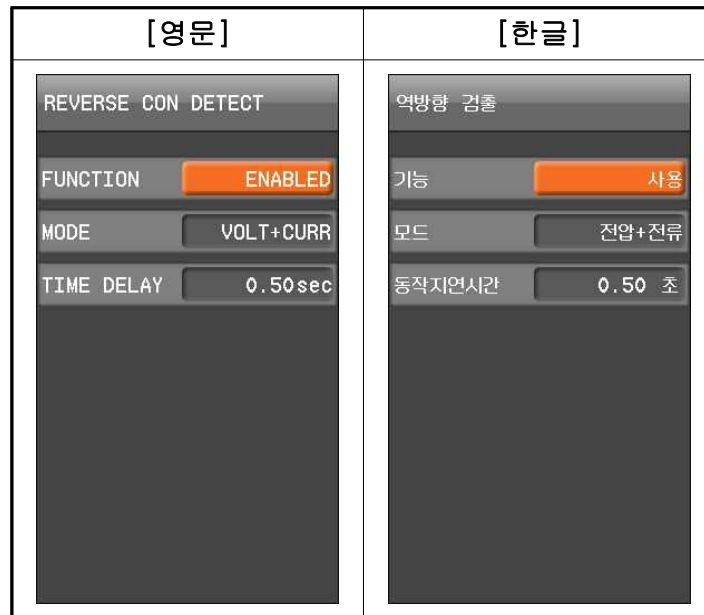 [영문]
[한글]
REVERSE CON DETECT
FUNCTION ENABLED
MODE VOLT+CURR
TIME DELAY 0.50sec
역방향 검출
기능 사용
모드 전압+전류
동작지연시간 0.50 초